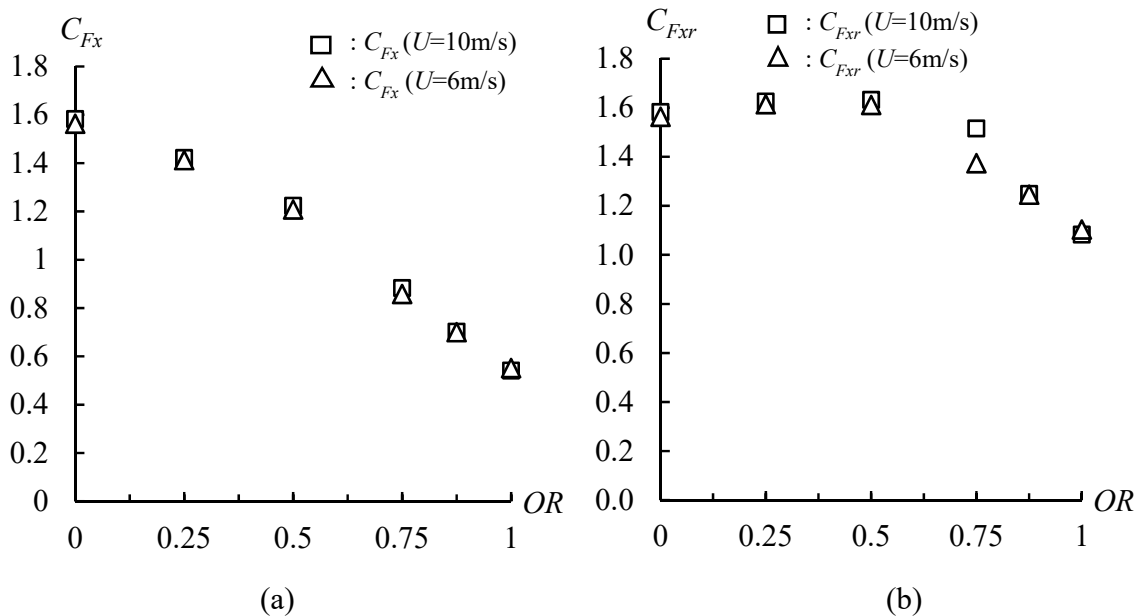 C_Fx
□ : C_Fx (U=10m/s)
△ : C_Fx (U=6m/s)
1.8
1.6
1.4
1.2
1
0.8
0.6
0.4
0.2
0
OR
0 0.25 0.5 0.75 1
(a)
C_Fxr
□ : C_Fxr (U=10m/s)
△ : C_Fxr (U=6m/s)
1.8
1.6
1.4
1.2
1.0
0.8
0.6
0.4
0.2
0.0
OR
0 0.25 0.5 0.75 1
(b)